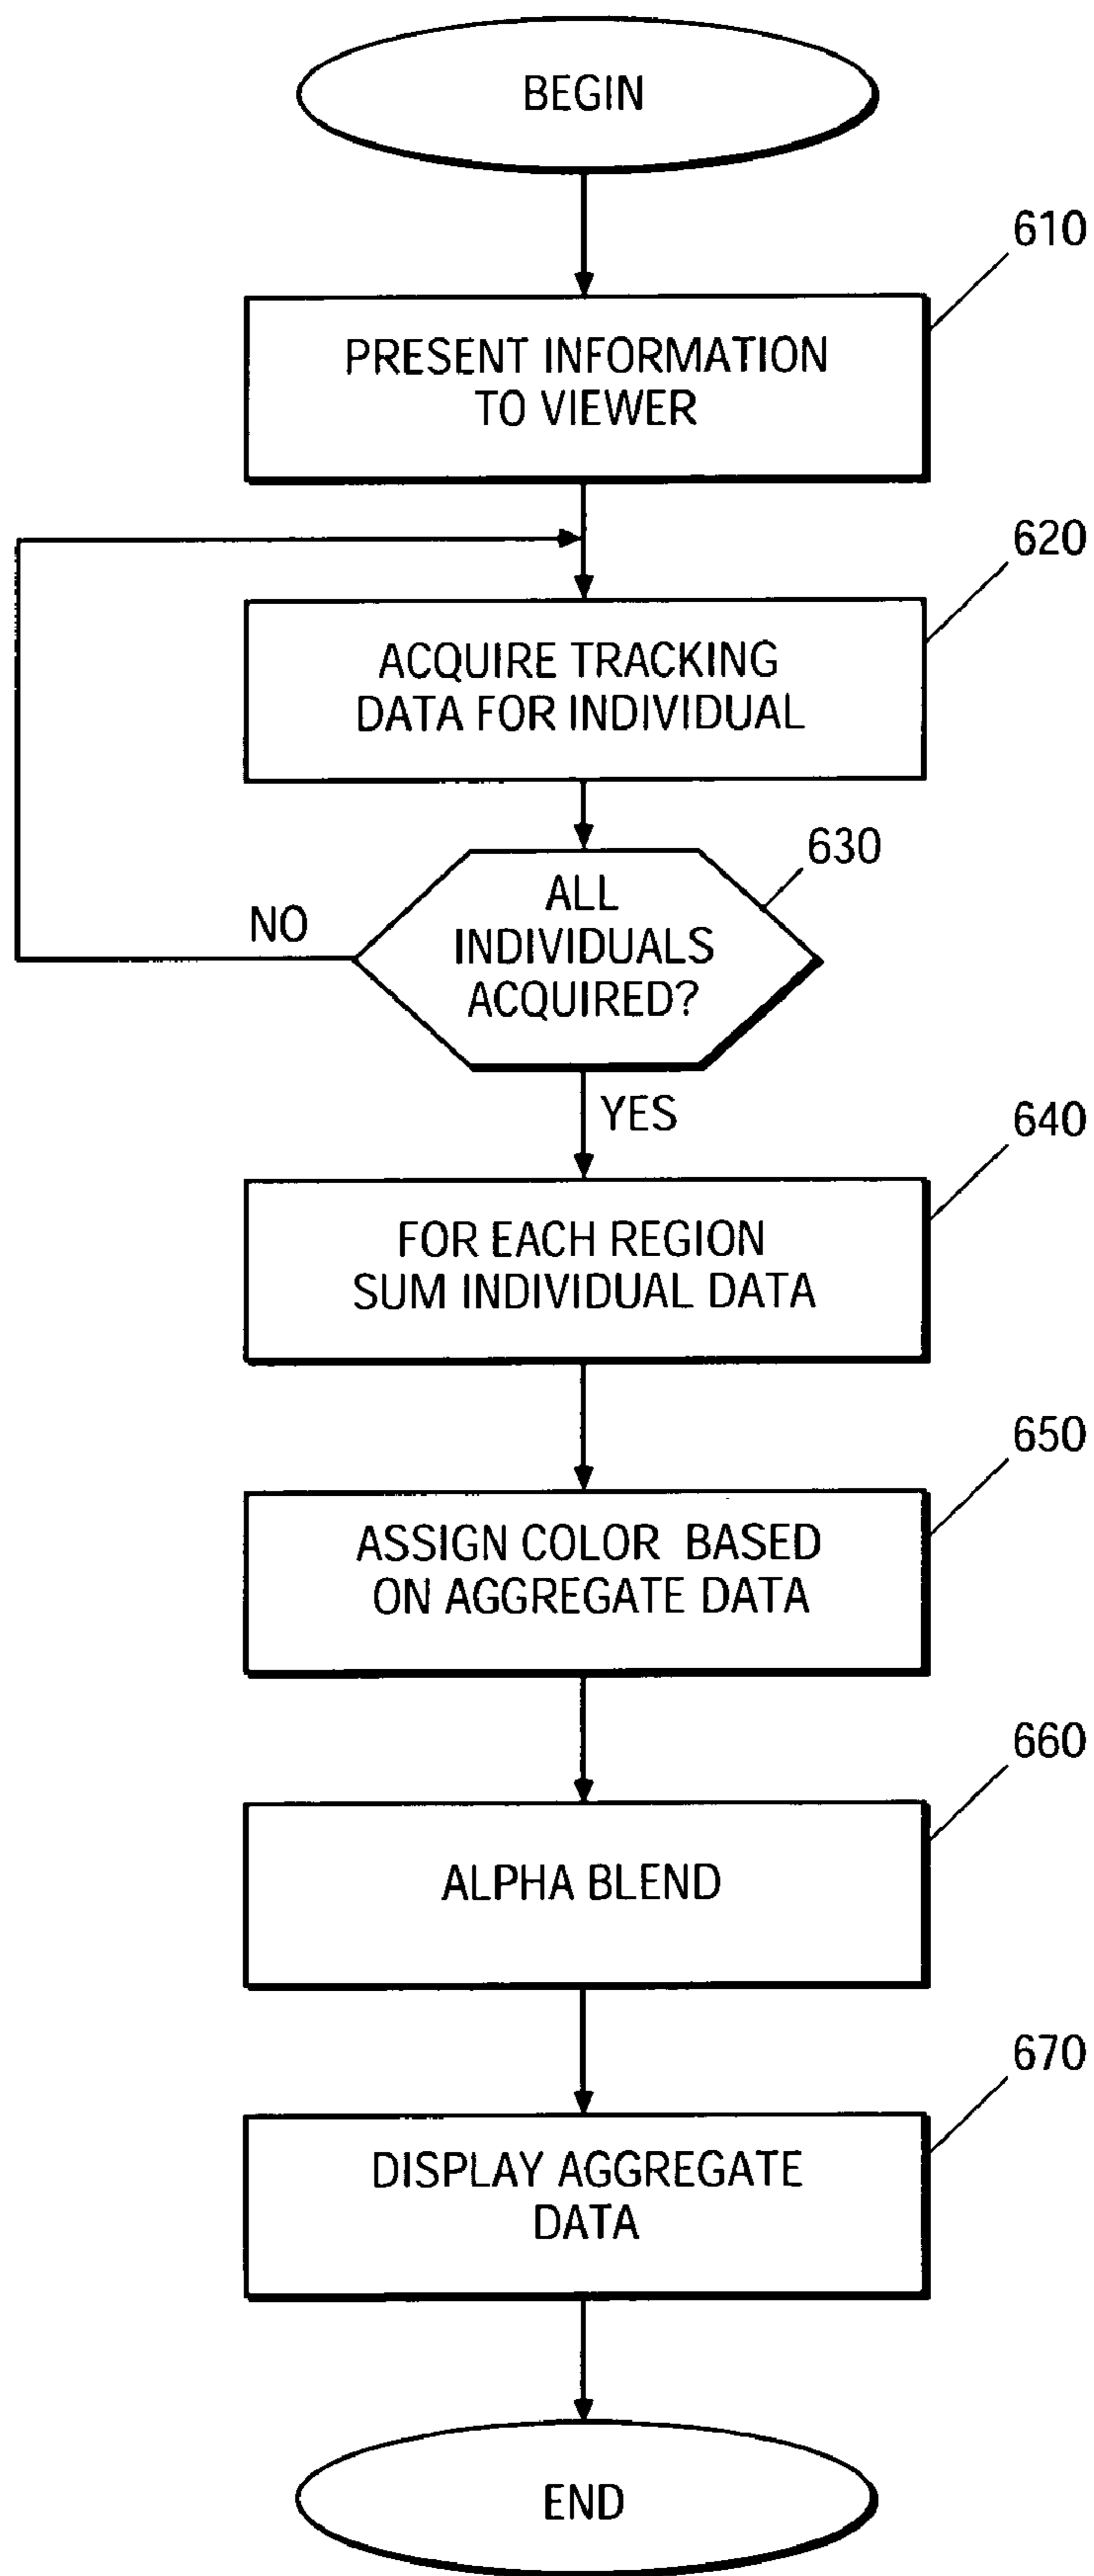 BEGIN
610
PRESENT INFORMATION
TO VIEWER
620
ACQUIRE TRACKING
DATA FOR INDIVIDUAL
630
ALL
INDIVIDUALS
ACQUIRED?
NO
YES
640
FOR EACH REGION
SUM INDIVIDUAL DATA
650
ASSIGN COLOR BASED
ON AGGREGATE DATA
660
ALPHA BLEND
670
DISPLAY AGGREGATE
DATA
END